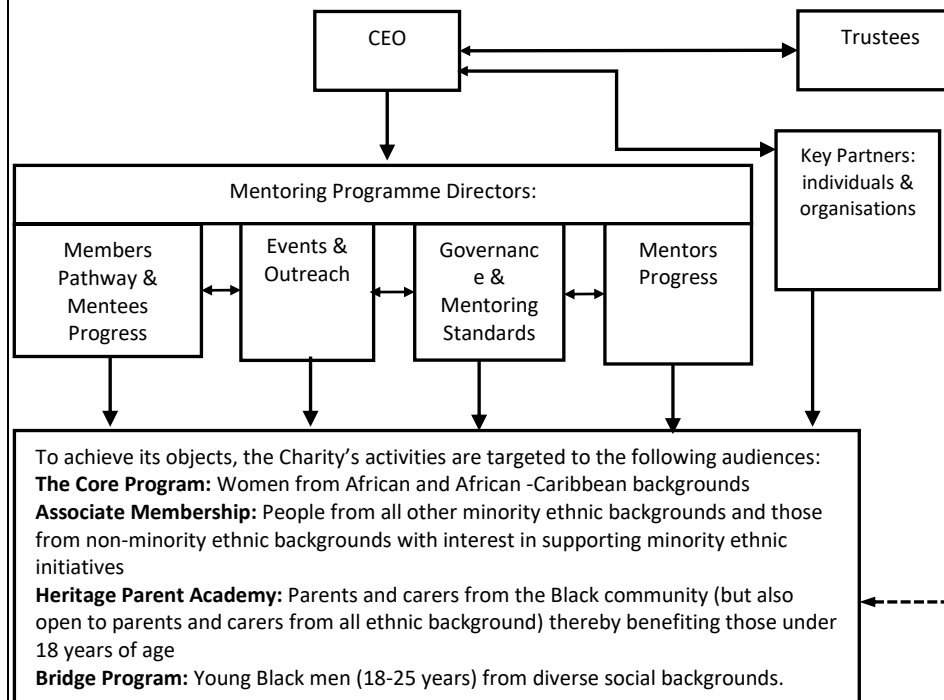 CEO
Trustees
Key Partners:
individuals &
organisations
Mentoring Programme Directors:
Members
Pathway &
Mentees
Progress
Events &
Outreach
Governanc
e &
Mentoring
Standards
Mentors
Progress
To achieve its objects, the Charity’s activities are targeted to the following audiences:
The Core Program: Women from African and African -Caribbean backgrounds
Associate Membership: People from all other minority ethnic backgrounds and those
from non-minority ethnic backgrounds with interest in supporting minority ethnic
initiatives
Heritage Parent Academy: Parents and carers from the Black community (but also
open to parents and carers from all ethnic background) thereby benefiting those under
18 years of age
Bridge Program: Young Black men (18-25 years) from diverse social backgrounds.